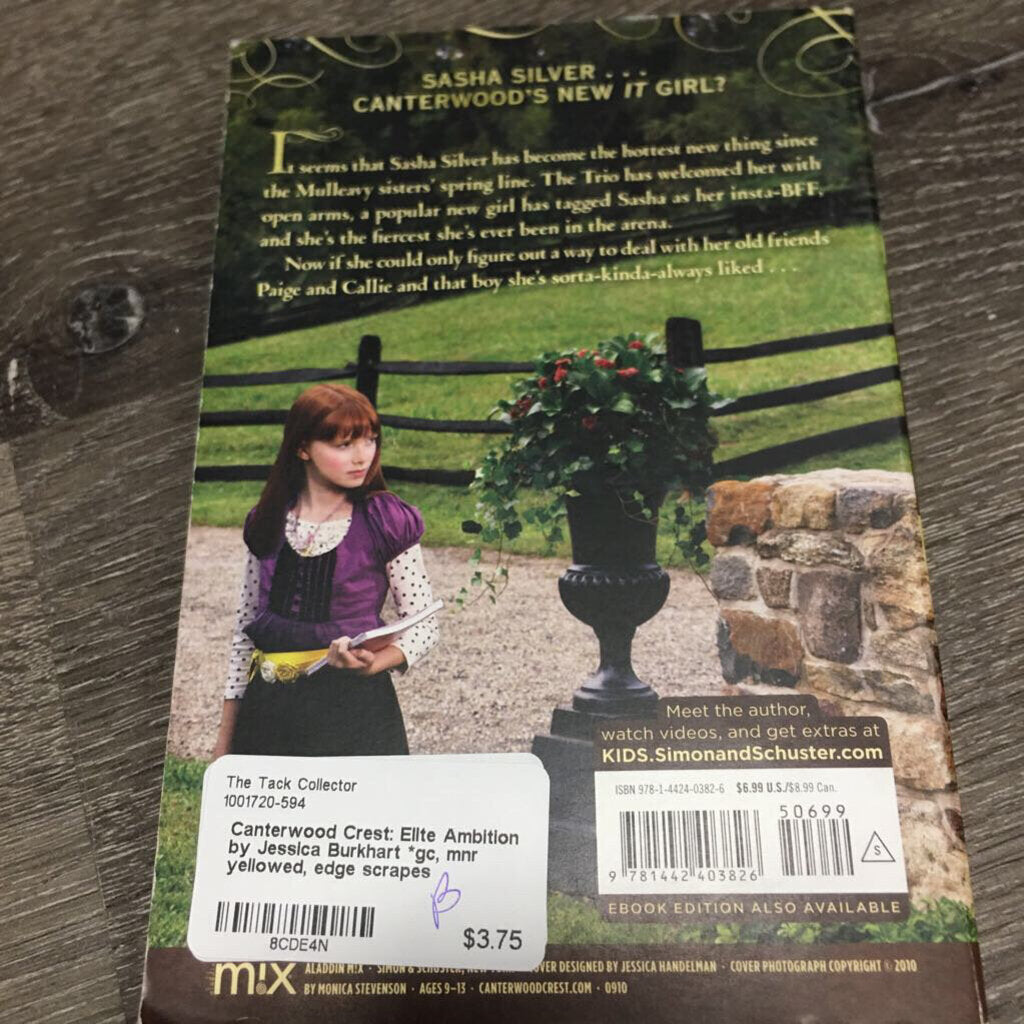 SASHA SILVER . . .
CANTERWOOD'S NEW IT GIRL?
It seems that Sasha Silver has become the hottest new thing since
the Mulleavy sisters' spring line. The Trio has welcomed her with
open arms, a popular new girl has tagged Sasha as her insta-BFF,
and she's the fiercest she's ever been in the arena.
Now if she could only figure out a way to deal with her old friends
Paige and Callie and that boy she's sorta-kinda-always liked . . .
Meet the author,
watch videos, and get extras at
KIDS.SimonandSchuster.com
ISBN 978-1-4424-0382-6 $6.99 U.S./$8.99 Can.
50699
9 781442 403826
S
EBOOK EDITION ALSO AVAILABLE
The Tack Collector
1001720-594
Canterwood Crest: Elite Ambition
by Jessica Burkhart *gc, mnr
yellowed, edge scrapes
8CDE4N
$3.75
m!x
ALADDIN M!X · SIMON & SCHUSTER, NEW COVER DESIGNED BY JESSICA HANDELMAN · COVER PHOTOGRAPH COPYRIGHT © 2010
BY MONICA STEVENSON · AGES 9–13 · CANTERWOODCREST.COM · 0910